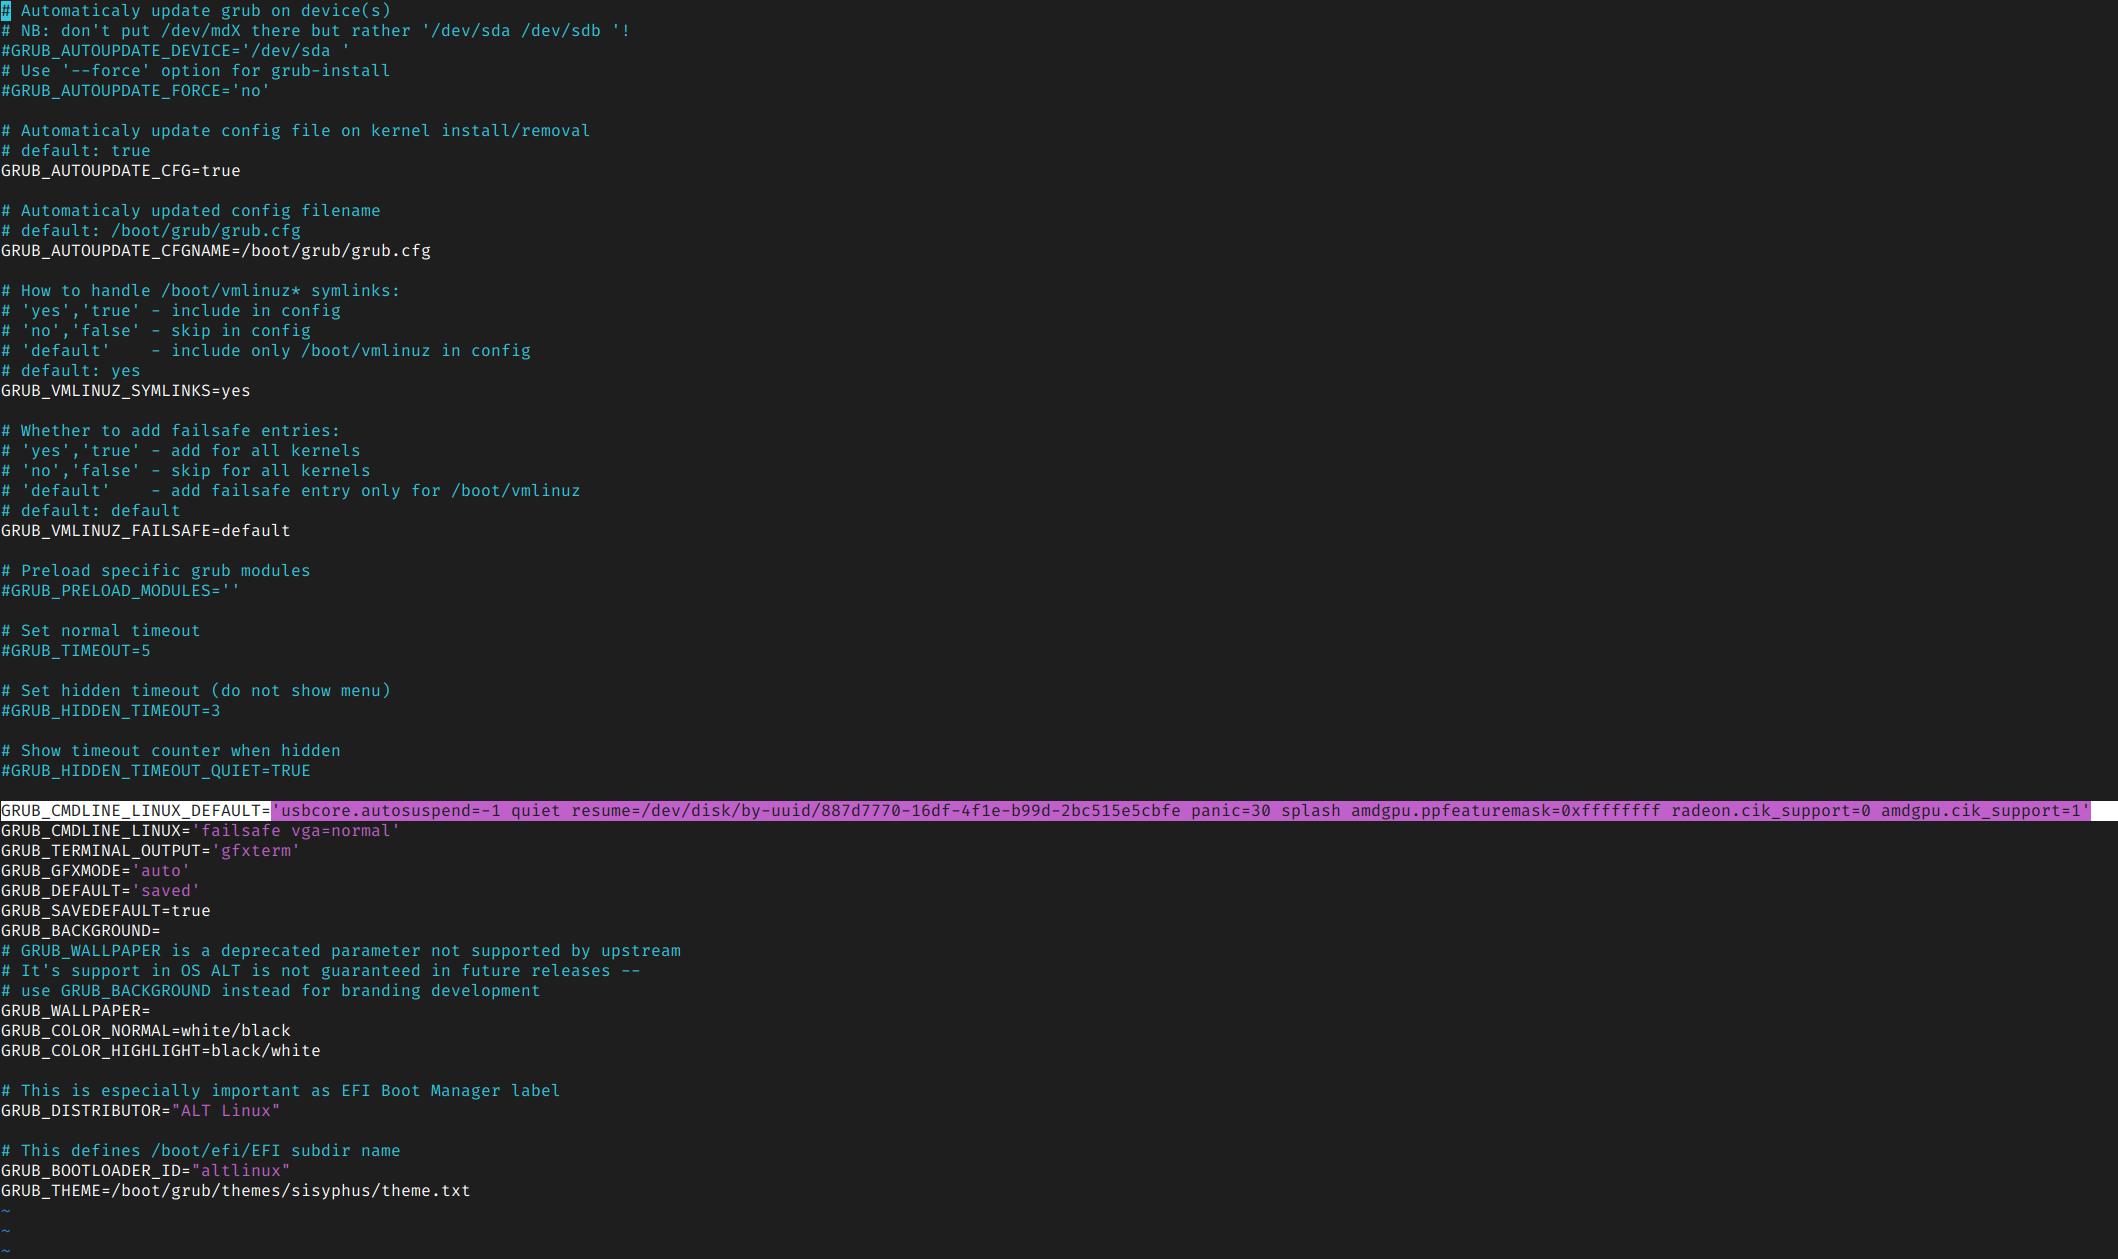 # Automaticaly update grub on device(s)
# NB: don't put /dev/mdX there but rather '/dev/sda /dev/sdb '!
#GRUB_AUTOUPDATE_DEVICE='/dev/sda '
# Use '--force' option for grub-install
#GRUB_AUTOUPDATE_FORCE='no'

# Automaticaly update config file on kernel install/removal
# default: true
GRUB_AUTOUPDATE_CFG=true

# Automaticaly updated config filename
# default: /boot/grub/grub.cfg
GRUB_AUTOUPDATE_CFGNAME=/boot/grub/grub.cfg

# How to handle /boot/vmlinuz* symlinks:
# 'yes','true' - include in config
# 'no','false' - skip in config
# 'default'    - include only /boot/vmlinuz in config
# default: yes
GRUB_VMLINUZ_SYMLINKS=yes

# Whether to add failsafe entries:
# 'yes','true' - add for all kernels
# 'no','false' - skip for all kernels
# 'default'    - add failsafe entry only for /boot/vmlinuz
# default: default
GRUB_VMLINUZ_FAILSAFE=default

# Preload specific grub modules
#GRUB_PRELOAD_MODULES=''

# Set normal timeout
#GRUB_TIMEOUT=5

# Set hidden timeout (do not show menu)
#GRUB_HIDDEN_TIMEOUT=3

# Show timeout counter when hidden
#GRUB_HIDDEN_TIMEOUT_QUIET=TRUE

GRUB_CMDLINE_LINUX_DEFAULT='usbcore.autosuspend=-1 quiet resume=/dev/disk/by-uuid/887d7770-16df-4f1e-b99d-2bc515e5cbfe panic=30 splash amdgpu.ppfeaturemask=0xffffffff radeon.cik_support=0 amdgpu.cik_support=1'
GRUB_CMDLINE_LINUX='failsafe vga=normal'
GRUB_TERMINAL_OUTPUT='gfxterm'
GRUB_GFXMODE='auto'
GRUB_DEFAULT='saved'
GRUB_SAVEDEFAULT=true
GRUB_BACKGROUND=
# GRUB_WALLPAPER is a deprecated parameter not supported by upstream
# It's support in OS ALT is not guaranteed in future releases --
# use GRUB_BACKGROUND instead for branding development
GRUB_WALLPAPER=
GRUB_COLOR_NORMAL=white/black
GRUB_COLOR_HIGHLIGHT=black/white

# This is especially important as EFI Boot Manager label
GRUB_DISTRIBUTOR="ALT Linux"

# This defines /boot/efi/EFI subdir name
GRUB_BOOTLOADER_ID="altlinux"
GRUB_THEME=/boot/grub/themes/sisyphus/theme.txt
~
~
~